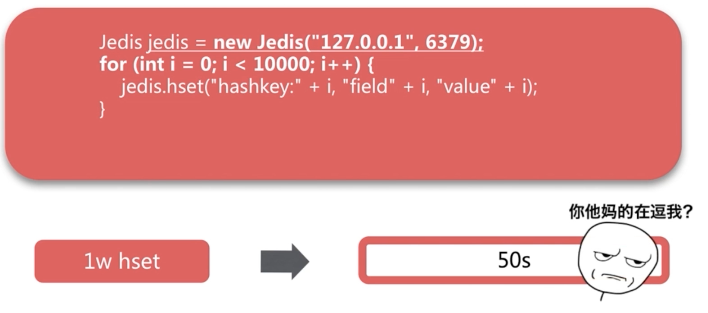 Jedis jedis = new Jedis("127.0.0.1", 6379);
for (int i = 0; i < 10000; i++) {
jedis.hset("hashkey:" + i, "field" + i, "value" + i);
}
你他妈的在逗我?
1w hset
50s